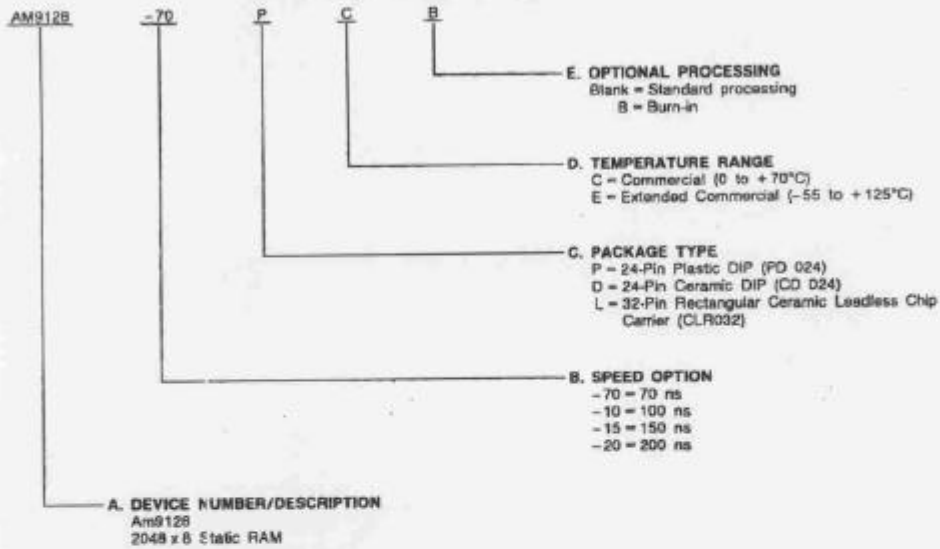 AM9128 -70 P C B
E. OPTIONAL PROCESSING
Blank = Standard processing
B = Burn-in
D. TEMPERATURE RANGE
C = Commercial (0 to +70°C)
E = Extended Commercial (-55 to +125°C)
C. PACKAGE TYPE
P = 24-Pin Plastic DIP (PD 024)
D = 24-Pin Ceramic DIP (CD 024)
L = 32-Pin Rectangular Ceramic Leadless Chip
Carrier (CLR032)
B. SPEED OPTION
-70 = 70 ns
-10 = 100 ns
-15 = 150 ns
-20 = 200 ns
A. DEVICE NUMBER/DESCRIPTION
Am9128
2048 x 8 Static RAM